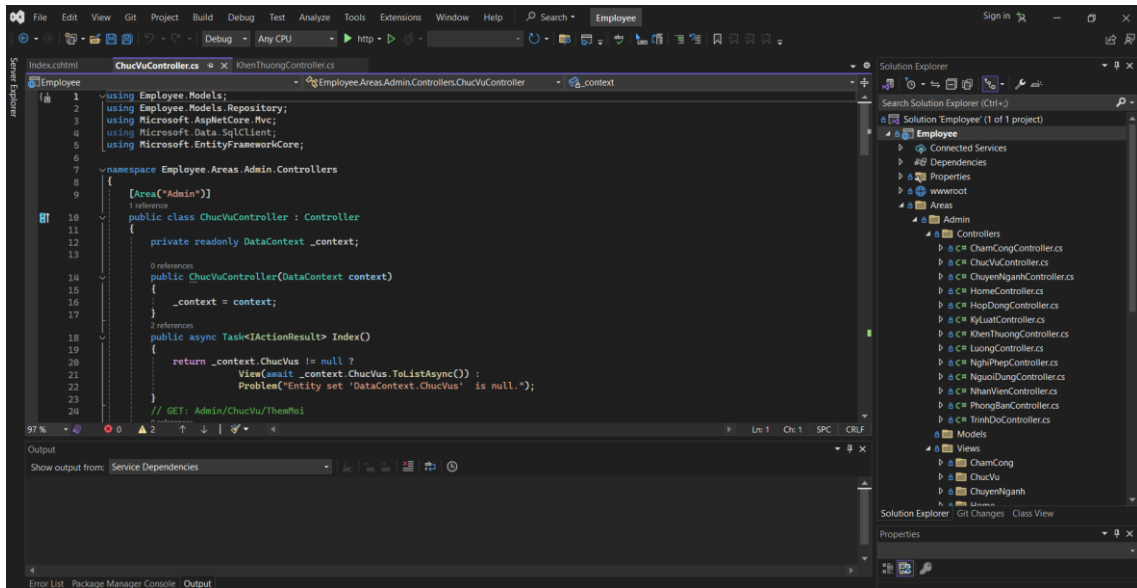 File Edit View Git Project Build Debug Test Analyze Tools Extensions Window Help Search Employee Sign in
Debug Any CPU http
Server Explorer
Index.cshtml ChucVuController.cs KhenThuongController.cs
Employee Employee.Areas.Admin.Controllers.ChucVuController _context
1 using Employee.Models;
2 using Employee.Models.Repository;
3 using Microsoft.AspNetCore.Mvc;
4 using Microsoft.Data.SqlClient;
5 using Microsoft.EntityFrameworkCore;
6
7 namespace Employee.Areas.Admin.Controllers
8 {
9 [Area("Admin")]
1 reference
10 public class ChucVuController : Controller
11 {
12 private readonly DataContext _context;
13
0 references
14 public ChucVuController(DataContext context)
15 {
16 _context = context;
17 }
2 references
18 public async Task<IActionResult> Index()
19 {
20 return _context.ChucVus != null ?
21 View(await _context.ChucVus.ToListAsync()) :
22 Problem("Entity set 'DataContext.ChucVus' is null.");
23 }
24 // GET: Admin/ChucVu/ThemMoi
97 % 0 2 Ln: 1 Ch: 1 SPC CRLF
Output
Show output from: Service Dependencies
Error List Package Manager Console Output
Solution Explorer
Search Solution Explorer (Ctrl+;)
Solution 'Employee' (1 of 1 project)
Employee
Connected Services
Dependencies
Properties
wwwroot
Areas
Admin
Controllers
C# ChamCongController.cs
C# ChucVuController.cs
C# ChuyenNganhController.cs
C# HomeController.cs
C# HopDongController.cs
C# KyLuatController.cs
C# KhenThuongController.cs
C# LuongController.cs
C# NghiPhepController.cs
C# NguoiDungController.cs
C# NhanVienController.cs
C# PhongBanController.cs
C# TrinhDoController.cs
Models
Views
ChamCong
ChucVu
ChuyenNganh
Home
Solution Explorer Git Changes Class View
Properties